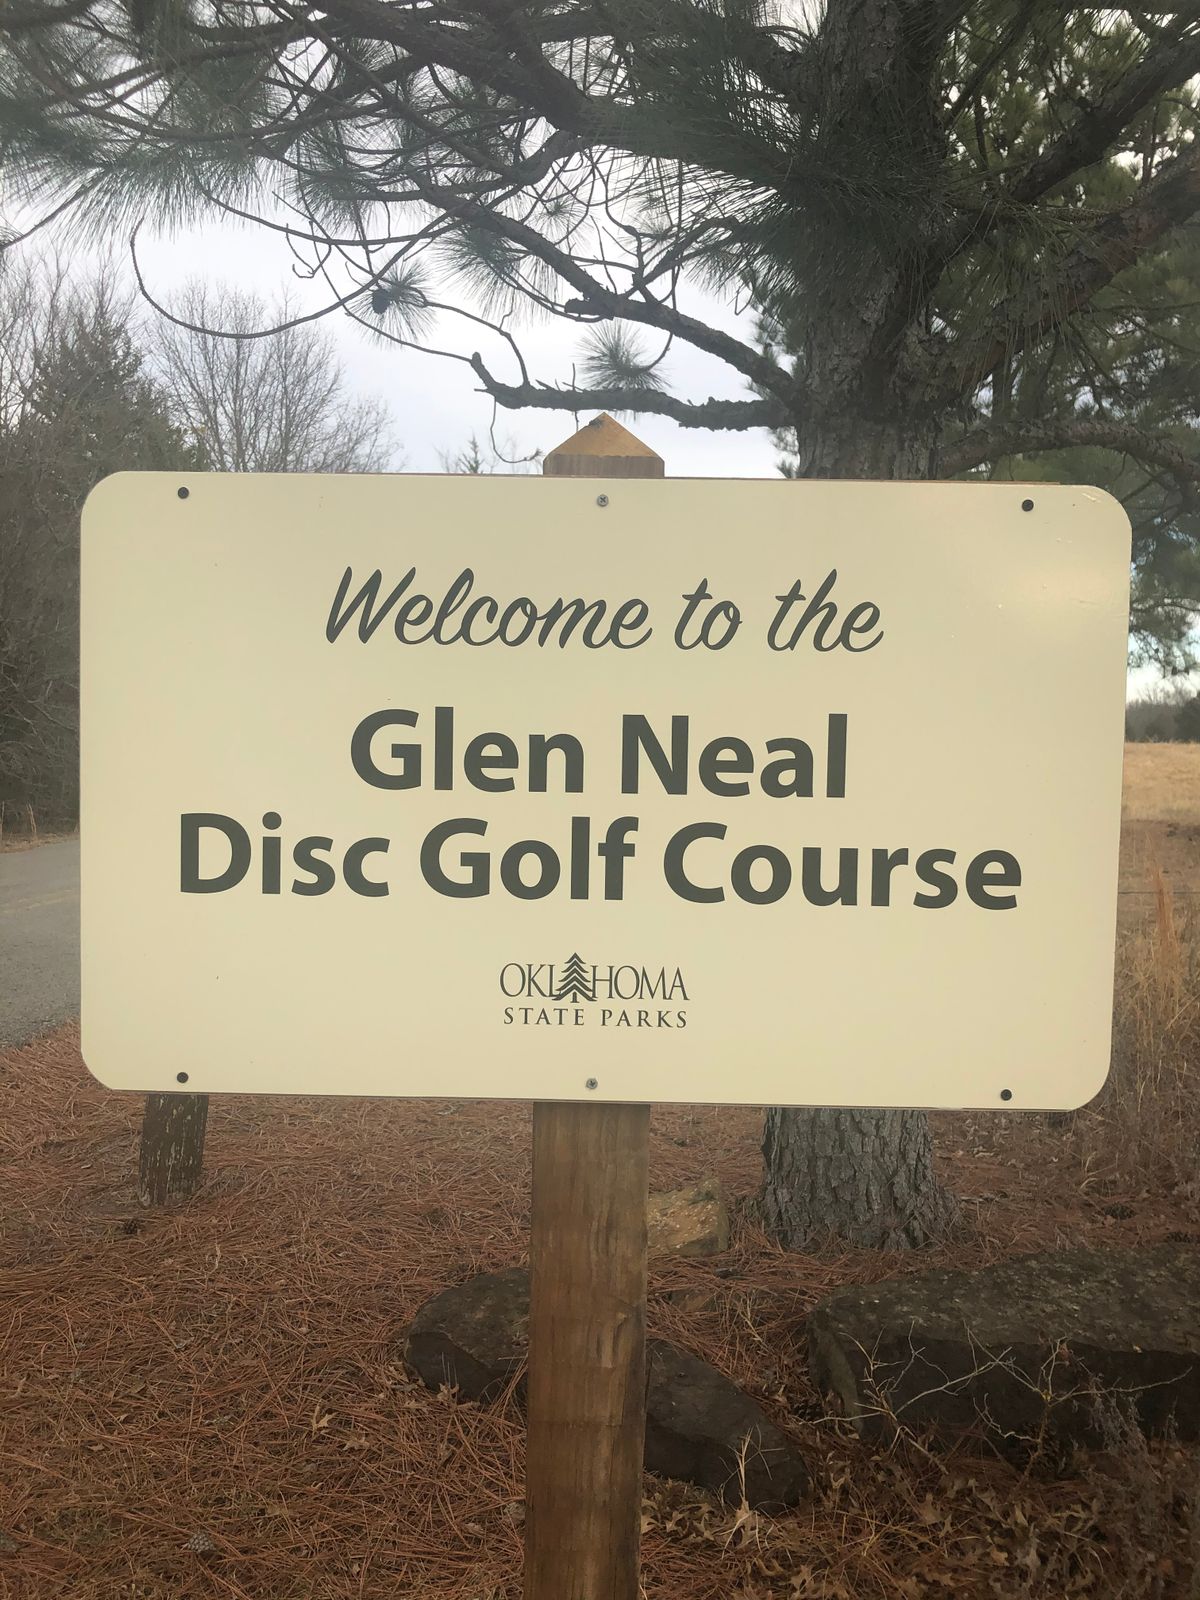 Welcome to the
Glen Neal
Disc Golf Course
OKLAHOMA
STATE PARKS